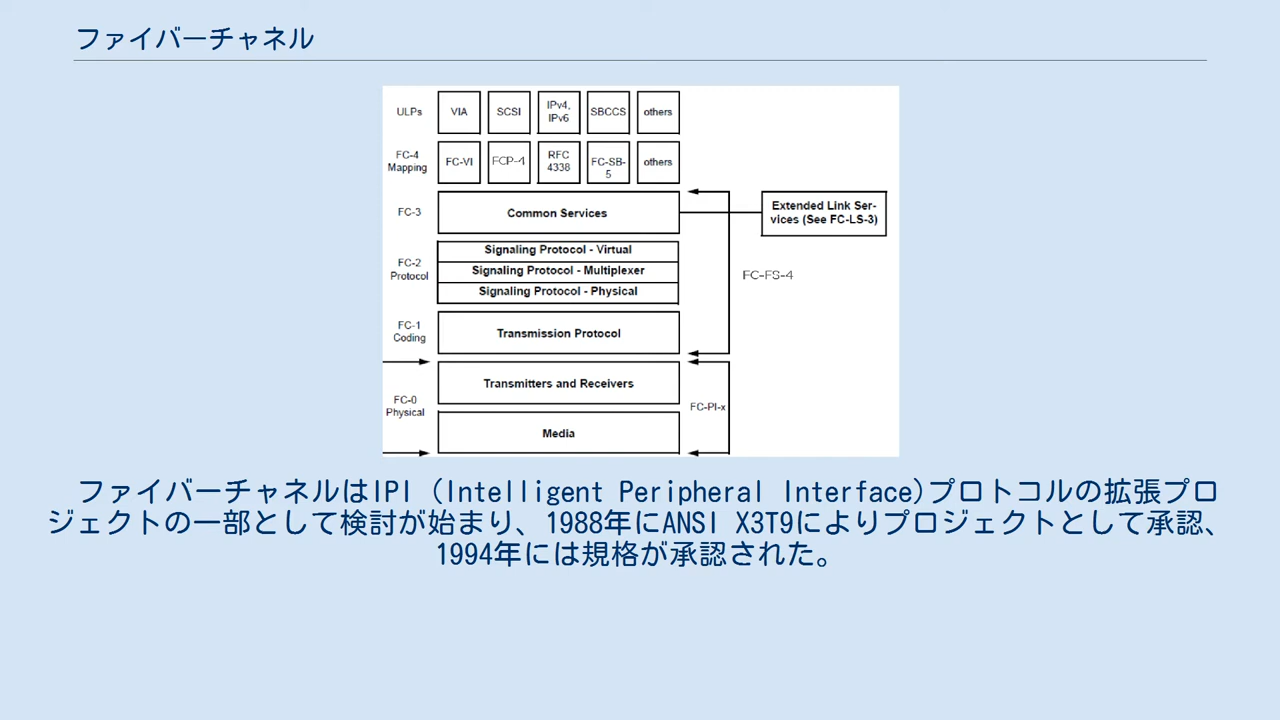 ファイバーチャネル
ULPs VIA SCSI IPv4, IPv6 SBCCS others
FC-4 Mapping FC-VI FCP-4 RFC 4338 FC-SB-5 others
FC-3 Common Services Extended Link Ser-
vices (See FC-LS-3)
FC-2 Protocol
Signaling Protocol - Virtual
Signaling Protocol - Multiplexer
Signaling Protocol - Physical
FC-FS-4
FC-1 Coding Transmission Protocol
FC-0 Physical
Transmitters and Receivers
FC-PI-x
Media
ファイバーチャネルはIPI (Intelligent Peripheral Interface)プロトコルの拡張プロ
ジェクトの一部として検討が始まり、1988年にANSI X3T9によりプロジェクトとして承認、
1994年には規格が承認された。